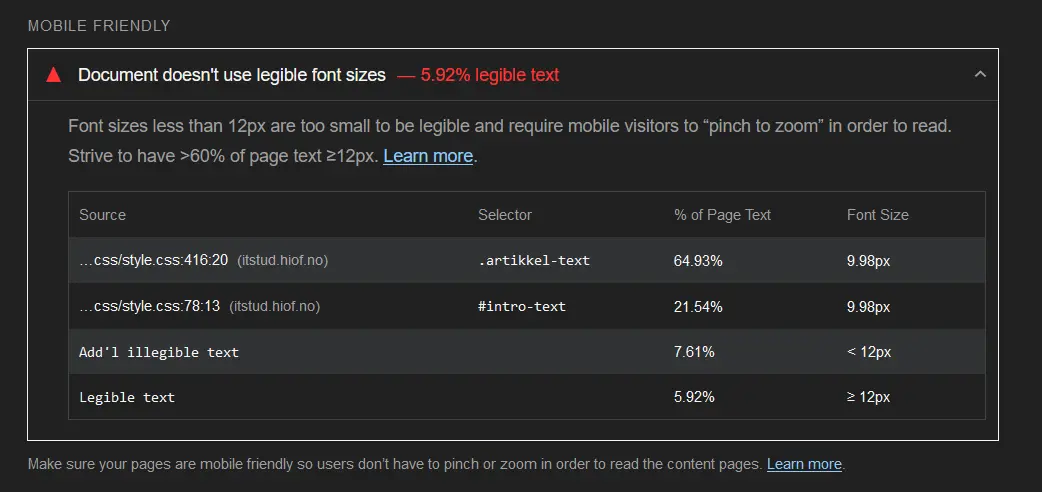 MOBILE FRIENDLY
Document doesn't use legible font sizes — 5.92% legible text
Font sizes less than 12px are too small to be legible and require mobile visitors to “pinch to zoom” in order to read.
Strive to have >60% of page text ≥12px. Learn more.
Source Selector % of Page Text Font Size
…css/style.css:416:20 (itstud.hiof.no) .artikkel-text 64.93% 9.98px
…css/style.css:78:13 (itstud.hiof.no) #intro-text 21.54% 9.98px
Add'l illegible text 7.61% < 12px
Legible text 5.92% ≥ 12px
Make sure your pages are mobile friendly so users don’t have to pinch or zoom in order to read the content pages. Learn more.